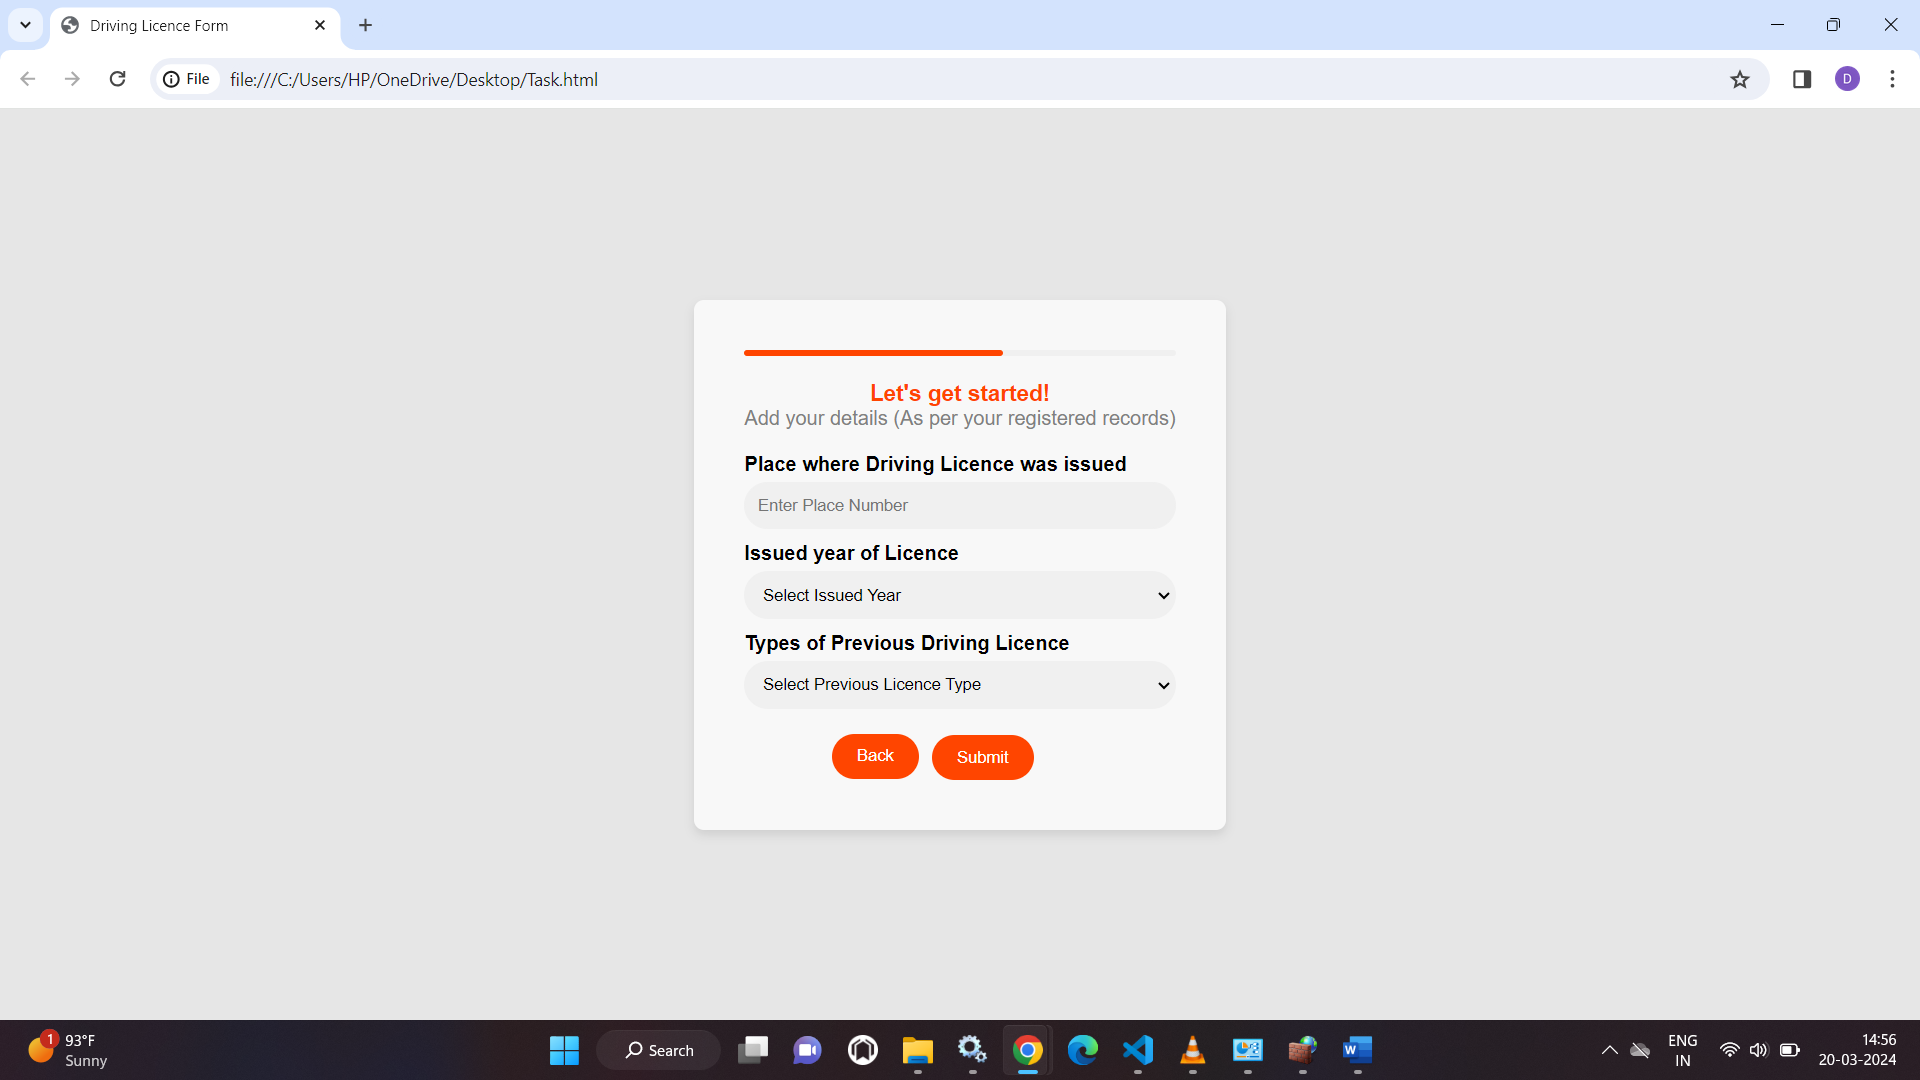 Driving Licence Form
File file:///C:/Users/HP/OneDrive/Desktop/Task.html
D
Let's get started!
Add your details (As per your registered records)
Place where Driving Licence was issued
Enter Place Number
Issued year of Licence
Select Issued Year
Types of Previous Driving Licence
Select Previous Licence Type
Back Submit
1
93°F
Sunny
Search
W
ENG
IN
14:56
20-03-2024